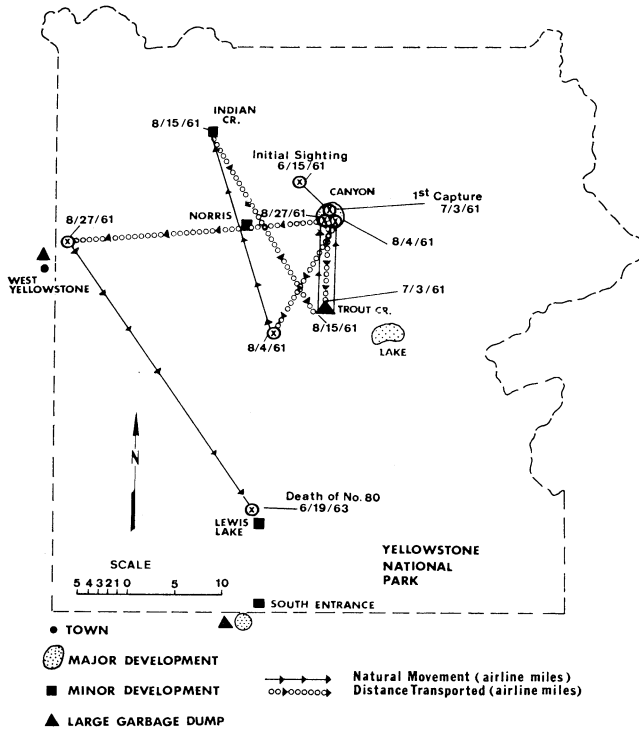 INDIAN
CR.
8/15/61
Initial Sighting
6/15/61
CANYON
1st Capture
7/3/61
NORRIS
8/27/61
8/27/61
8/4/61
WEST
YELLOWSTONE
7/3/61
TROUT CR.
8/15/61
8/4/61
LAKE
N
Death of No. 80
6/19/63
LEWIS
LAKE
SCALE
5 4 3 2 1 0 5 10
YELLOWSTONE
NATIONAL
PARK
SOUTH ENTRANCE
TOWN
MAJOR DEVELOPMENT
MINOR DEVELOPMENT
LARGE GARBAGE DUMP
Natural Movement (airline miles)
Distance Transported (airline miles)